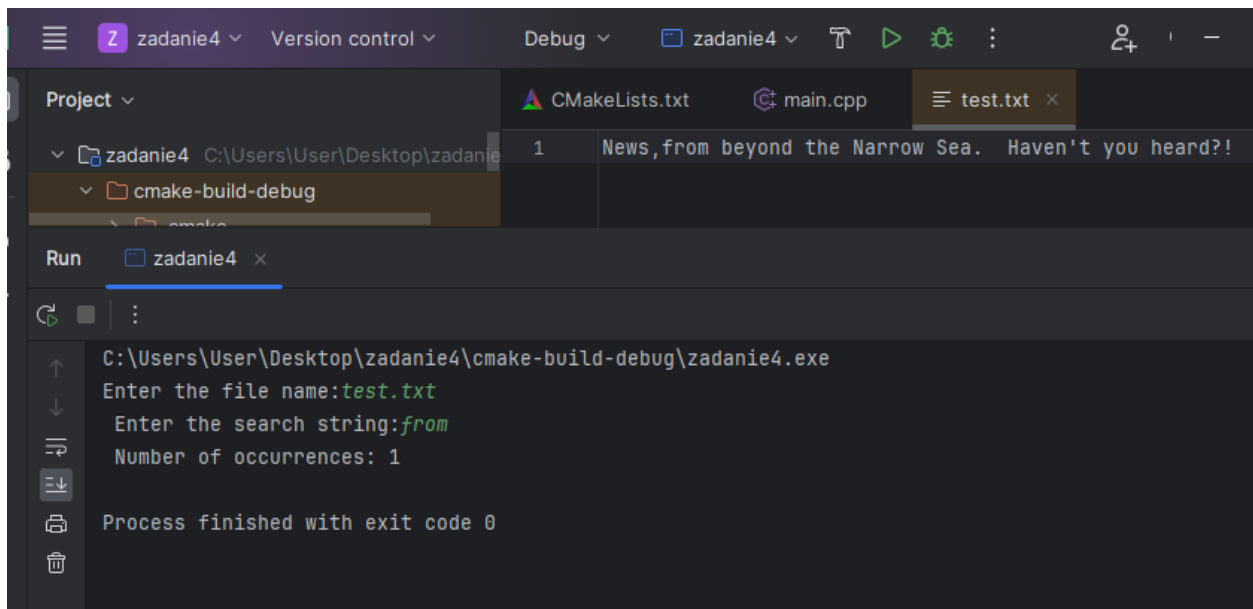 Z zadanie4 Version control Debug zadanie4
Project
CMakeLists.txt main.cpp test.txt
zadanie4 C:\Users\User\Desktop\zadanie
1 News,from beyond the Narrow Sea.  Haven't you heard?!
cmake-build-debug
cmake
Run zadanie4
C:\Users\User\Desktop\zadanie4\cmake-build-debug\zadanie4.exe
Enter the file name:test.txt
Enter the search string:from
Number of occurrences: 1
Process finished with exit code 0